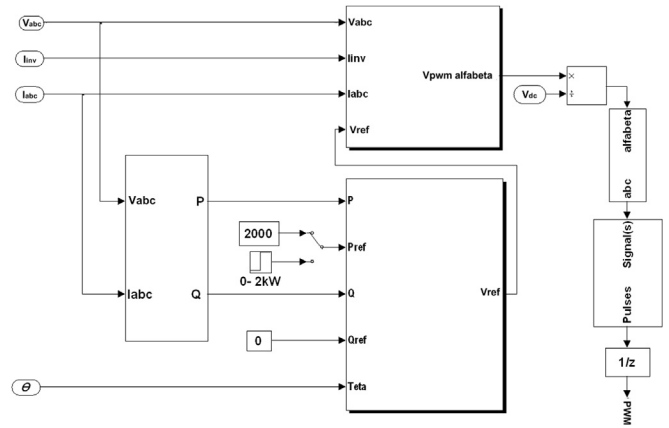 Vabc
Iinv
Iabc
Vabc
Iinv
Iabc
Vref
Vpwm alfabeta
Vdc
×
÷
alfabeta
abc
Vabc
Iabc
P
Q
2000
0- 2kW
0
P
Pref
Q
Qref
Teta
Vref
Signal(s)
Pulses
1/z
PWM
θ